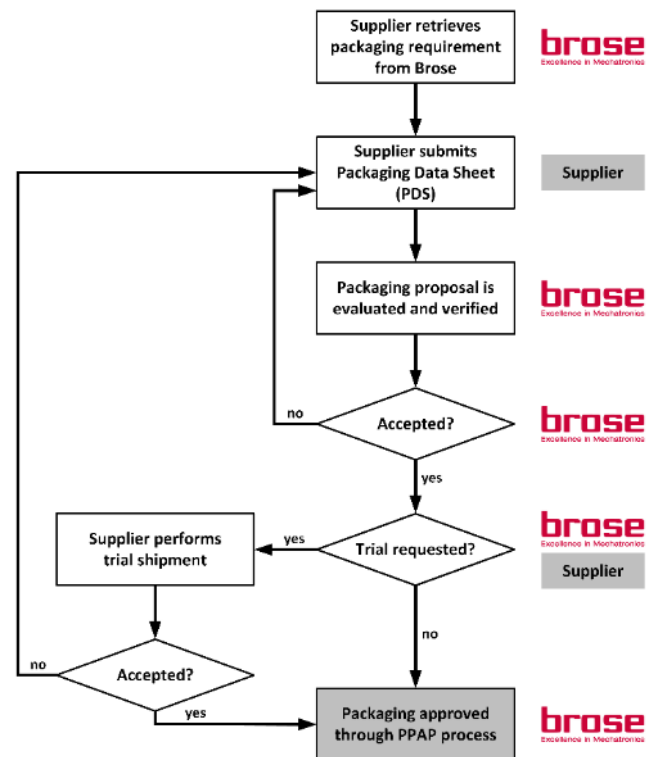 Supplier retrieves
packaging requirement
from Brose
brose
Excellence in Mechatronics
Supplier submits
Packaging Data Sheet
(PDS)
Supplier
Packaging proposal is
evaluated and verified
brose
Excellence in Mechatronics
no
Accepted?
brose
Excellence in Mechatronics
yes
Supplier performs
trial shipment
yes
Trial requested?
brose
Excellence in Mechatronics
Supplier
no
no
Accepted?
yes
Packaging approved
through PPAP process
brose
Excellence in Mechatronics